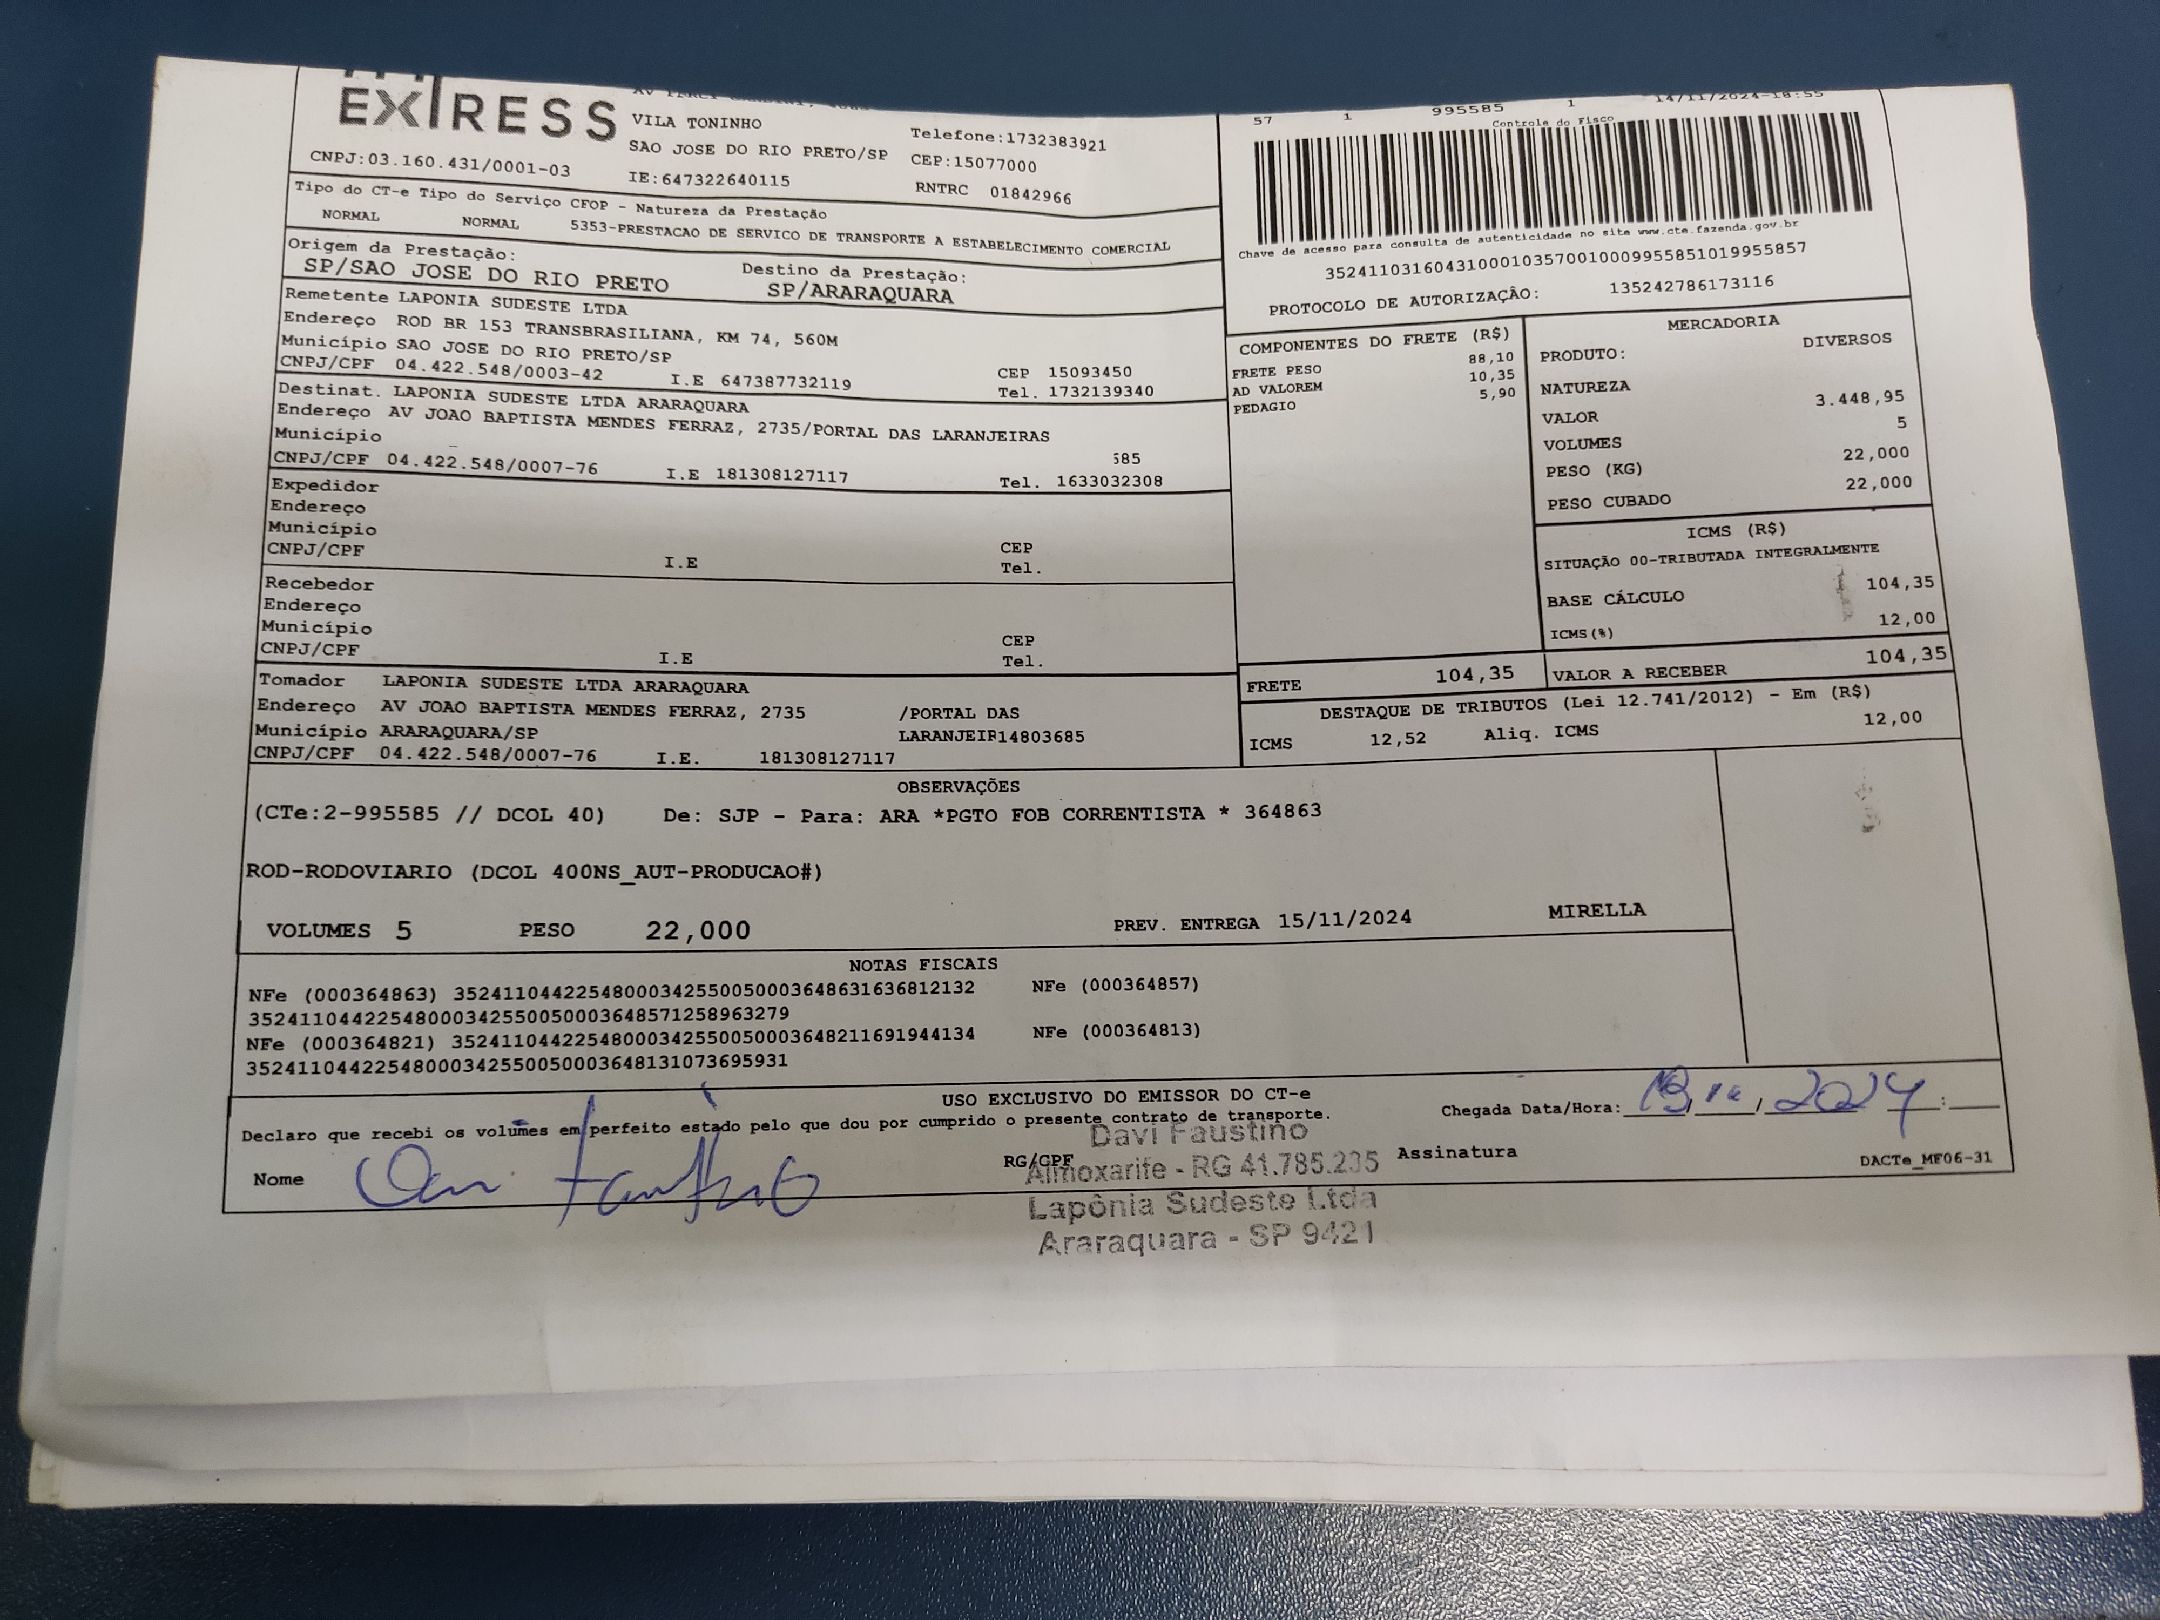 EXPRESS
VILA TONINHO
SAO JOSE DO RIO PRETO/SP
CNPJ:03.160.431/0001-03
IE:647322640115
Telefone:1732383921
CEP:15077000
RNTRC 01842966
57 1 995585 1 14/11/2024-18:55
Controle do Fisco
Chave de acesso para consulta de autenticidade no site www.cte.fazenda.gov.br
35241103160431000103570010009955851019955857
PROTOCOLO DE AUTORIZAÇÃO: 135242786173116
Tipo do CT-e Tipo do Serviço CFOP - Natureza da Prestação
NORMAL NORMAL 5353-PRESTACAO DE SERVICO DE TRANSPORTE A ESTABELECIMENTO COMERCIAL
Origem da Prestação: Destino da Prestação:
SP/SAO JOSE DO RIO PRETO SP/ARARAQUARA
Remetente LAPONIA SUDESTE LTDA
Endereço ROD BR 153 TRANSBRASILIANA, KM 74, 560M
Município SAO JOSE DO RIO PRETO/SP CEP 15093450
CNPJ/CPF 04.422.548/0003-42 I.E 647387732119 Tel. 1732139340
Destinat. LAPONIA SUDESTE LTDA ARARAQUARA
Endereço AV JOAO BAPTISTA MENDES FERRAZ, 2735/PORTAL DAS LARANJEIRAS
Município 585
CNPJ/CPF 04.422.548/0007-76 I.E 181308127117 Tel. 1633032308
Expedidor
Endereço
Município CEP
CNPJ/CPF I.E Tel.
Recebedor
Endereço
Município CEP
CNPJ/CPF I.E Tel.
Tomador LAPONIA SUDESTE LTDA ARARAQUARA
Endereço AV JOAO BAPTISTA MENDES FERRAZ, 2735 /PORTAL DAS
Município ARARAQUARA/SP LARANJEIR14803685
CNPJ/CPF 04.422.548/0007-76 I.E. 181308127117
COMPONENTES DO FRETE (R$)
FRETE PESO 88,10
AD VALOREM 10,35
PEDAGIO 5,90
MERCADORIA
PRODUTO: DIVERSOS
NATUREZA
VALOR 3.448,95
VOLUMES 5
PESO (KG) 22,000
PESO CUBADO 22,000
ICMS (R$)
SITUAÇÃO 00-TRIBUTADA INTEGRALMENTE
BASE CÁLCULO 104,35
ICMS(%) 12,00
FRETE 104,35 VALOR A RECEBER 104,35
DESTAQUE DE TRIBUTOS (Lei 12.741/2012) - Em (R$)
ICMS 12,52 Aliq. ICMS 12,00
OBSERVAÇÕES
(CTe:2-995585 // DCOL 40) De: SJP - Para: ARA *PGTO FOB CORRENTISTA * 364863
ROD-RODOVIARIO (DCOL 400NS_AUT-PRODUCAO#)
VOLUMES 5 PESO 22,000 PREV. ENTREGA 15/11/2024 MIRELLA
NOTAS FISCAIS
NFe (000364863) 35241104422548000342550050003648631636812132 NFe (000364857)
35241104422548000342550050003648571258963279
NFe (000364821) 35241104422548000342550050003648211691944134 NFe (000364813)
35241104422548000342550050003648131073695931
USO EXCLUSIVO DO EMISSOR DO CT-e
Declaro que recebi os volumes em perfeito estado pelo que dou por cumprido o presente contrato de transporte.
Chegada Data/Hora: 2024 :
Nome RG/CPF Assinatura
DACTe_MF06-31
Davi Faustino
Almoxarife - RG 41.785.235
Lapônia Sudeste Ltda
Araraquara - SP 9421